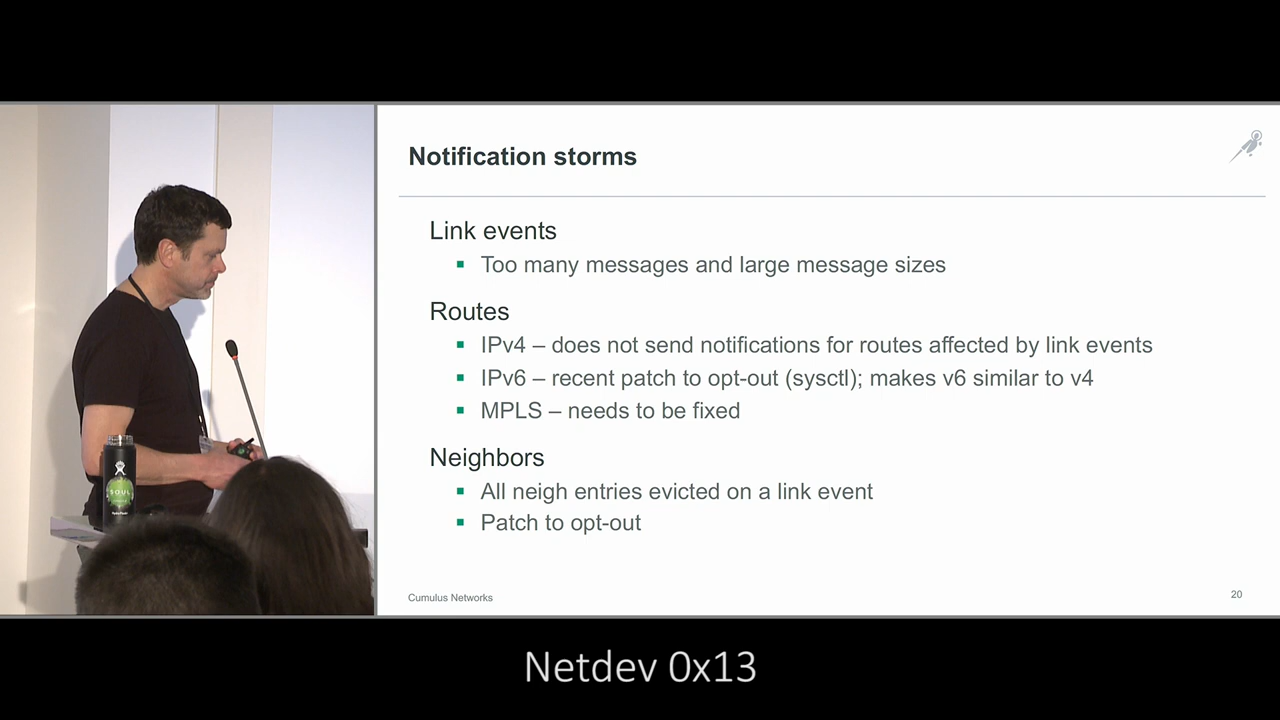 Notification storms
Link events
▪ Too many messages and large message sizes
Routes
▪ IPv4 – does not send notifications for routes affected by link events
▪ IPv6 – recent patch to opt-out (sysctl); makes v6 similar to v4
▪ MPLS – needs to be fixed
Neighbors
▪ All neigh entries evicted on a link event
▪ Patch to opt-out
Cumulus Networks
20
SOUL
Netdev 0x13